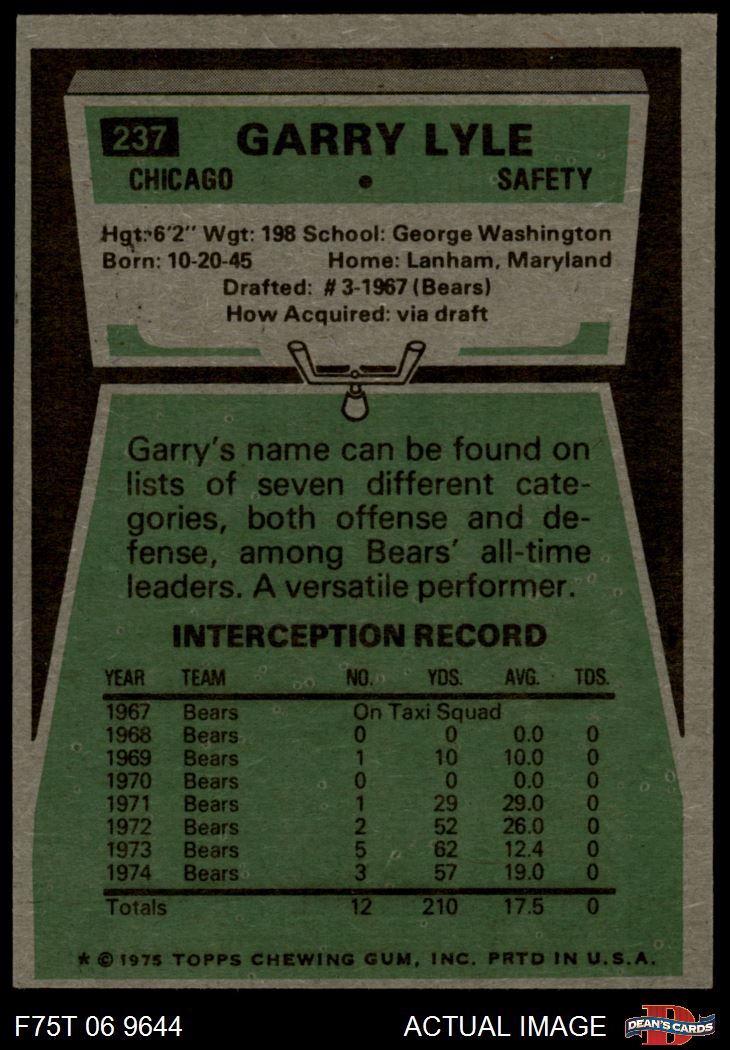 237 GARRY LYLE
CHICAGO • SAFETY
Hgt: 6'2" Wgt: 198 School: George Washington
Born: 10-20-45 Home: Lanham, Maryland
Drafted: #3-1967 (Bears)
How Acquired: via draft
Garry's name can be found on
lists of seven different cate-
gories, both offense and de-
fense, among Bears' all-time
leaders. A versatile performer.
INTERCEPTION RECORD
YEAR TEAM NO. YDS. AVG. TDS.
1967 Bears On Taxi Squad
1968 Bears 0 0 0.0 0
1969 Bears 1 10 10.0 0
1970 Bears 0 0 0.0 0
1971 Bears 1 29 29.0 0
1972 Bears 2 52 26.0 0
1973 Bears 5 62 12.4 0
1974 Bears 3 57 19.0 0
Totals 12 210 17.5 0
* © 1975 TOPPS CHEWING GUM, INC. PRTD IN U.S.A.
F75T 06 9644 ACTUAL IMAGE D DEAN'S CARDS